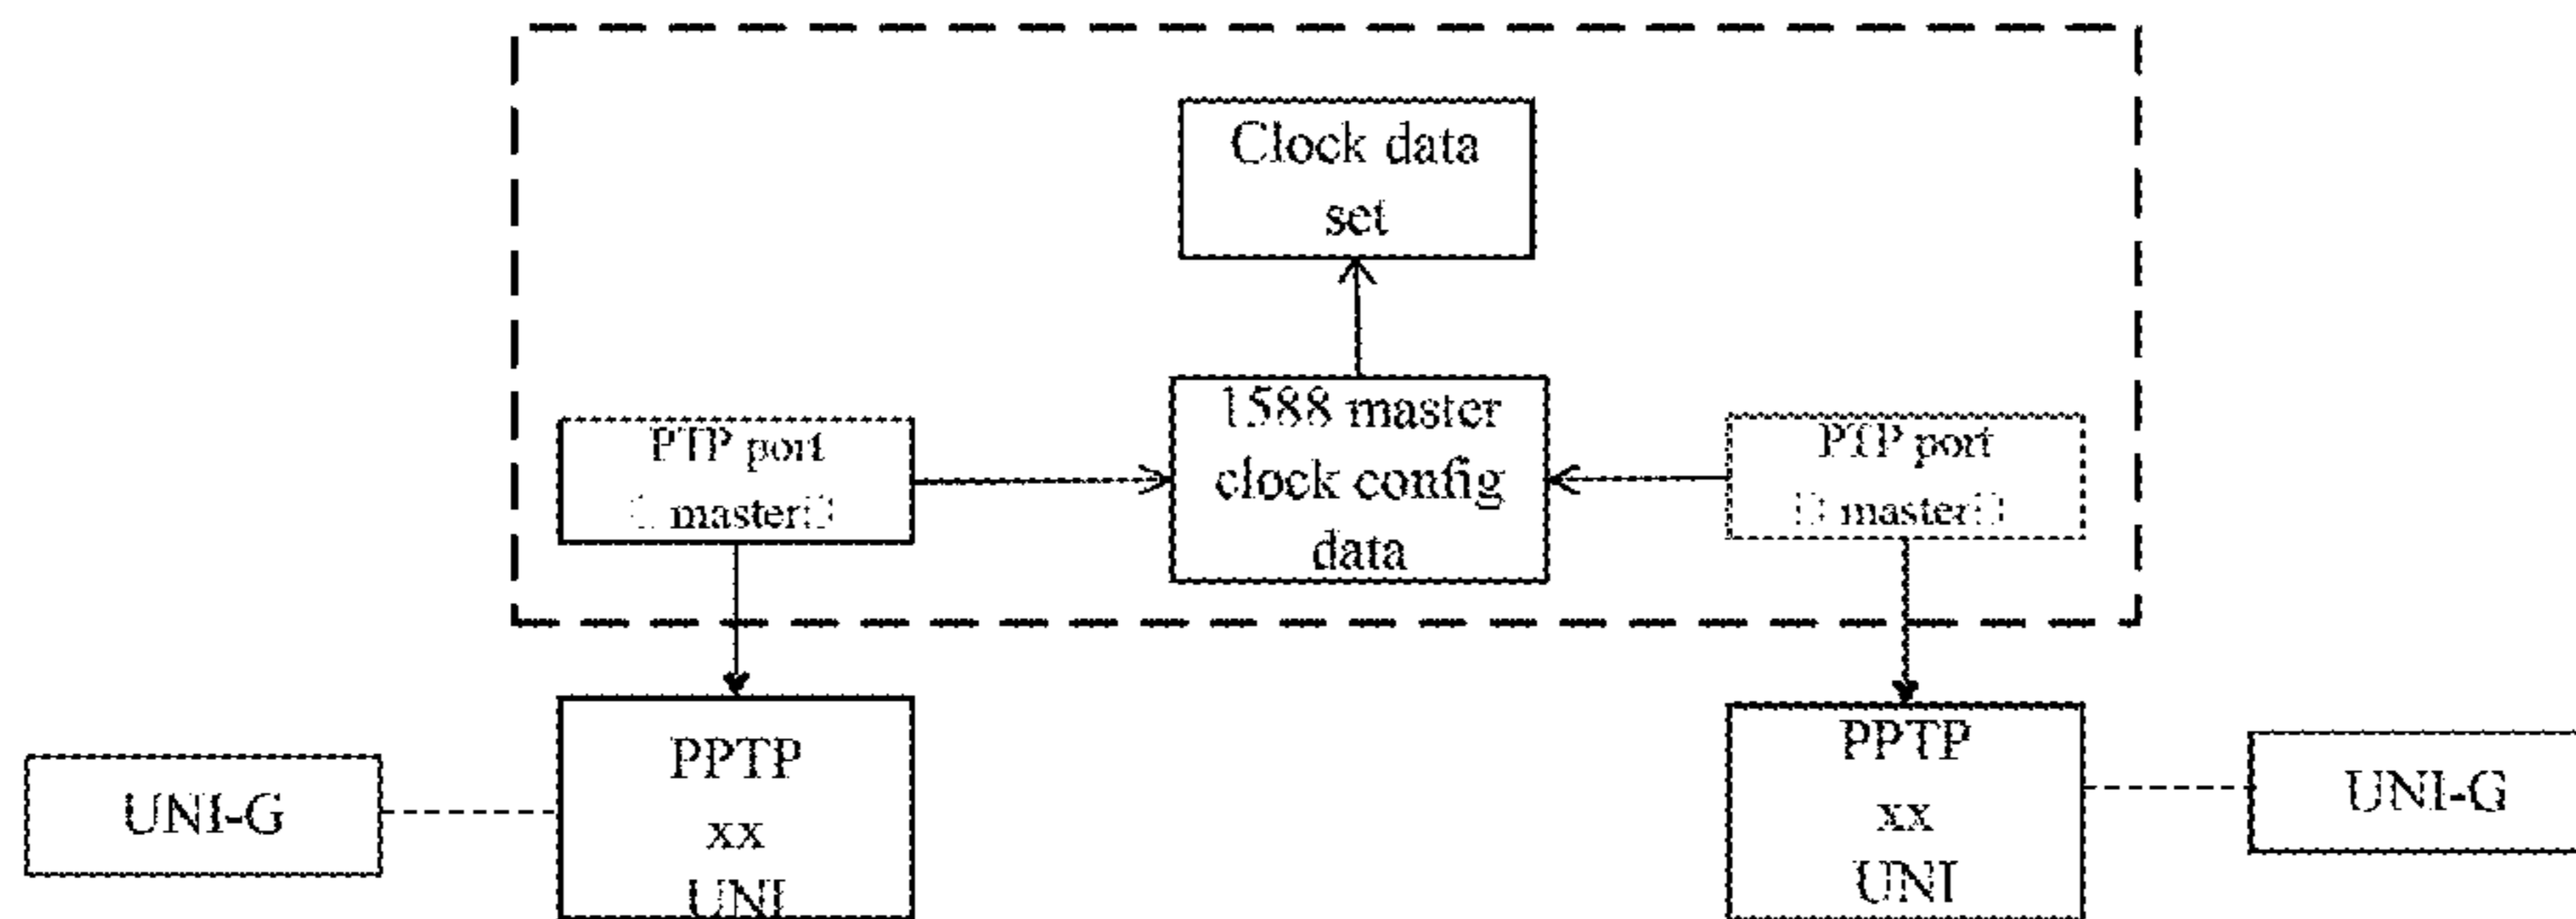 Clock data
set
1588 master
clock config
data
PTP port
master
PTP port
master
UNI-G
PPTP
xx
UNI
PPTP
xx
UNI
UNI-G